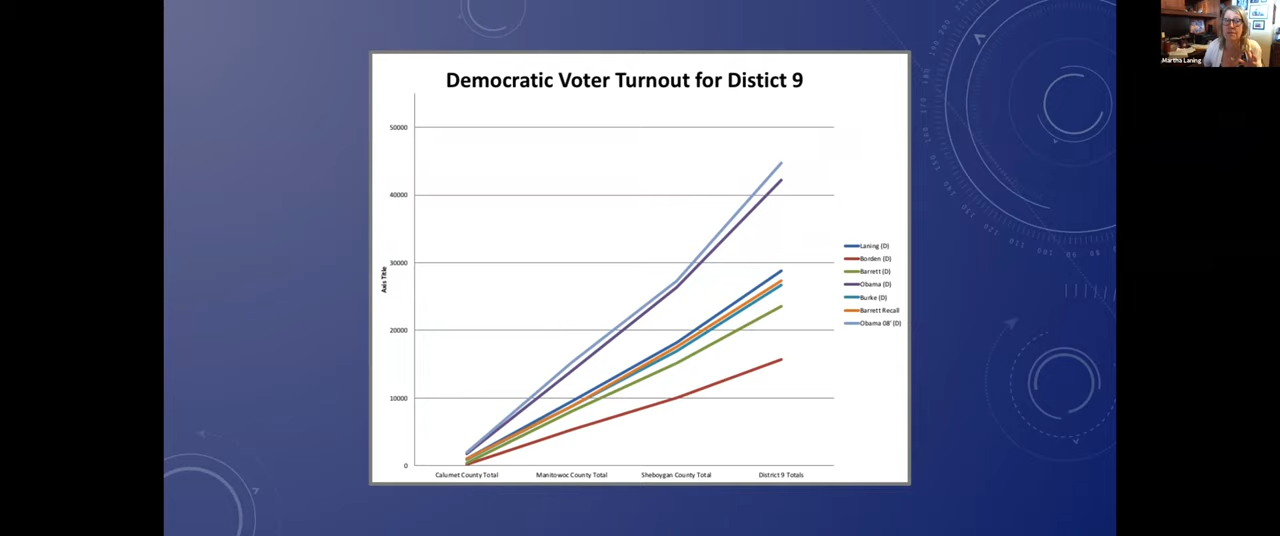 Democratic Voter Turnout for Distict 9
Martha Laning
50000
40000
30000
20000
10000
0
Axis Title
Calumet County Total
Manitowoc County Total
Sheboygan County Total
District 9 Totals
Laning (D)
Borden (D)
Barrett (D)
Obama (D)
Burke (D)
Barrett Recall
Obama 08' (D)